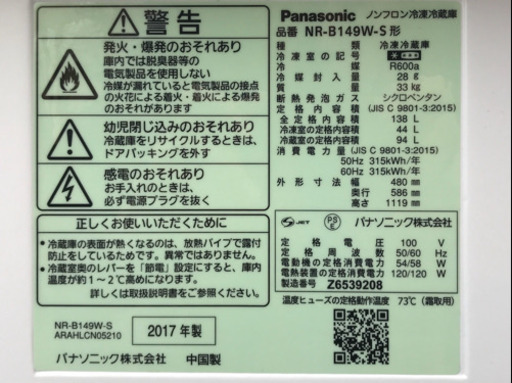 警告
発火・爆発のおそれあり
庫内では脱臭器等の
電気製品を使用しない
冷媒が漏れていると電気製品の接点
の火花による着火・着火による爆発
のおそれあり
幼児閉じ込みのおそれあり
冷蔵庫をリサイクルするときは、
ドアパッキングを外す
感電のおそれあり
お手入れのときは、
必ず電源プラグを抜く
正しくお使いいただくために
●冷蔵庫の表面が熱くなるのは、放熱パイプで露付
防止をしているためです。異常ではありません。
●冷蔵室奥のレバーを「節電」設定にすると、庫内
温度が約1~2℃高めになります。
詳しくは取扱説明書をご覧ください。
NR-B149W-S
ARAHLCN05210
2017年製
パナソニック株式会社 中国製
Panasonic ノンフロン冷凍冷蔵庫
品番 NR-B149W-S形
種類 冷凍冷蔵庫
冷凍室の記号
冷媒 R600a
冷媒封入量 28g
質量 33kg
断熱発泡ガス シクロペンタン
定格内容積 (JIS C 9801-3:2015)
全定格内容積 138 L
冷凍室の定格内容積 44 L
冷蔵室の定格内容積 94 L
消費電力量 (JIS C 9801-3:2015)
50Hz 315kWh/年
60Hz 315kWh/年
外形寸法 幅 480 mm
奥行 586 mm
高さ 1119 mm
S JET PS E パナソニック株式会社
定格電圧 100 V
定格周波数 50/60 Hz
電動機の定格消費電力 54/58 W
電熱装置の定格消費電力 120/120 W
製造番号 Z6539208
温度ヒューズの定格動作温度 73℃(霜取用)